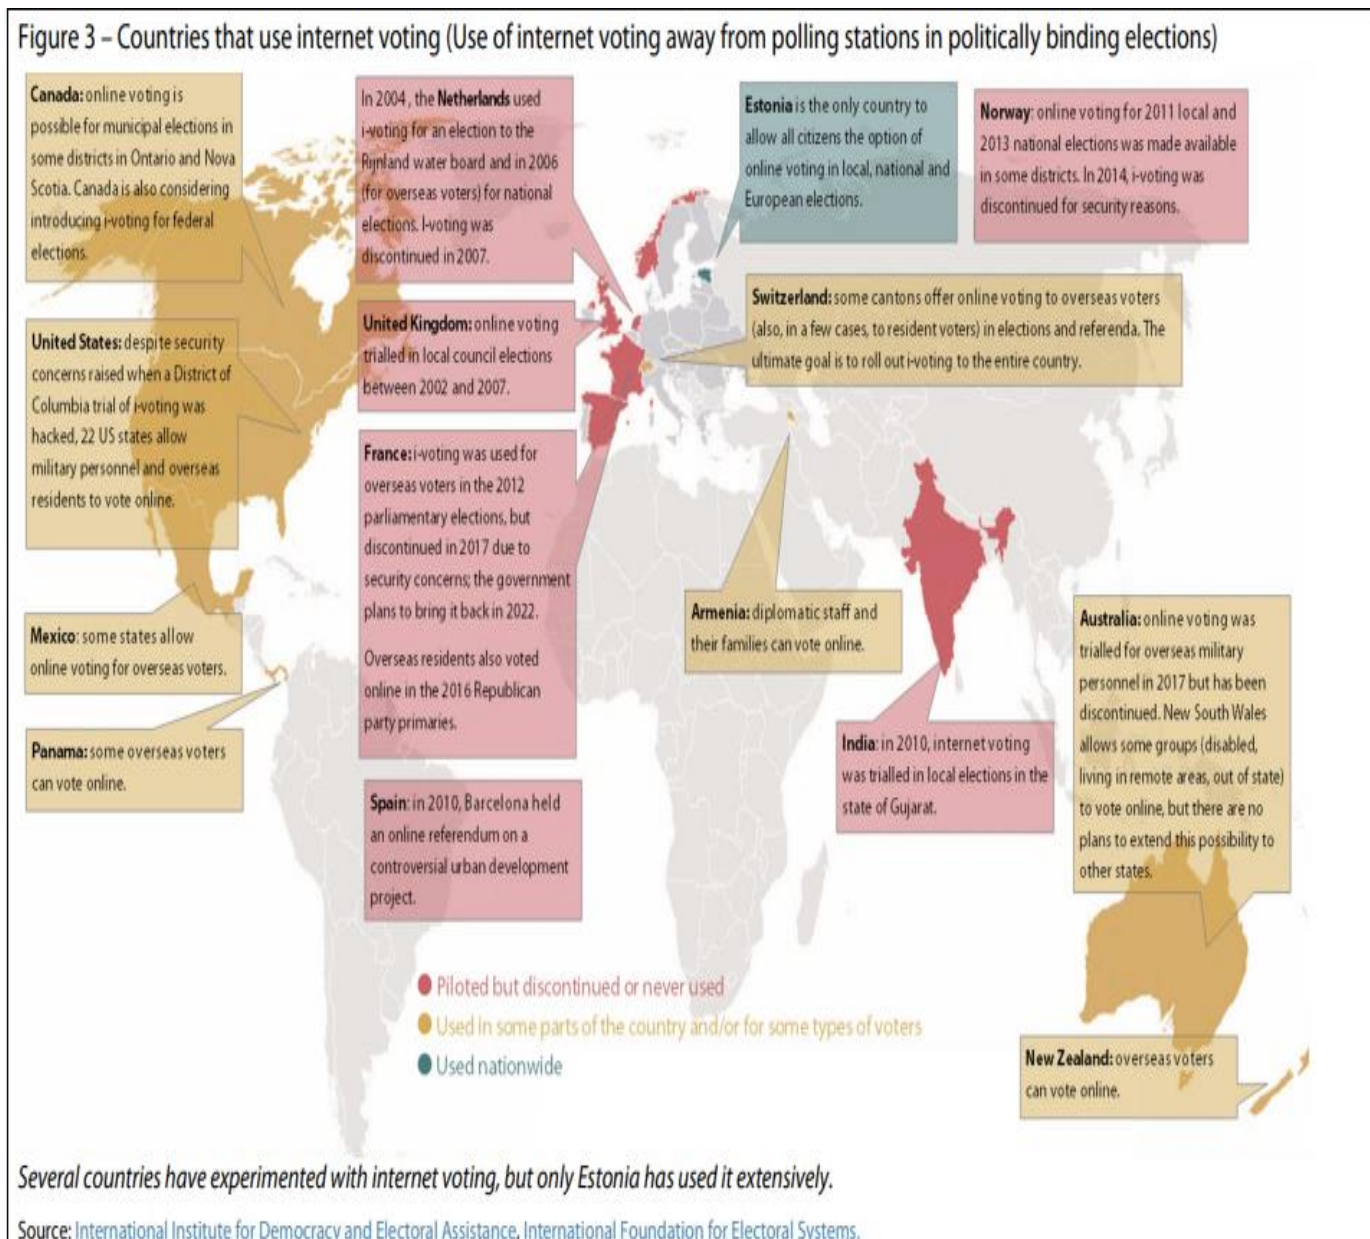 Figure 3 – Countries that use internet voting (Use of internet voting away from polling stations in politically binding elections)
Canada: online voting is
possible for municipal elections in
some districts in Ontario and Nova
Scotia. Canada is also considering
introducing i-voting for federal
elections.
In 2004 , the Netherlands used
i-voting for an election to the
Rijnland water board and in 2006
(for overseas voters) for national
elections. I-voting was
discontinued in 2007.
Estonia is the only country to
allow all citizens the option of
online voting in local, national and
European elections.
Norway: online voting for 2011 local and
2013 national elections was made available
in some districts. In 2014, i-voting was
discontinued for security reasons.
United States: despite security
concerns raised when a District of
Columbia trial of i-voting was
hacked, 22 US states allow
military personnel and overseas
residents to vote online.
United Kingdom: online voting
trialled in local council elections
between 2002 and 2007.
Switzerland: some cantons offer online voting to overseas voters
(also, in a few cases, to resident voters) in elections and referenda. The
ultimate goal is to roll out i-voting to the entire country.
France: i-voting was used for
overseas voters in the 2012
parliamentary elections, but
discontinued in 2017 due to
security concerns; the government
plans to bring it back in 2022.
Overseas residents also voted
online in the 2016 Republican
party primaries.
Mexico: some states allow
online voting for overseas voters.
Armenia: diplomatic staff and
their families can vote online.
Australia: online voting was
trialled for overseas military
personnel in 2017 but has been
discontinued. New South Wales
allows some groups (disabled,
living in remote areas, out of state)
to vote online, but there are no
plans to extend this possibility to
other states.
Panama: some overseas voters
can vote online.
India: in 2010, internet voting
was trialled in local elections in the
state of Gujarat.
Spain: in 2010, Barcelona held
an online referendum on a
controversial urban development
project.
Piloted but discontinued or never used
Used in some parts of the country and/or for some types of voters
Used nationwide
New Zealand: overseas voters
can vote online.
Several countries have experimented with internet voting, but only Estonia has used it extensively.
Source: International Institute for Democracy and Electoral Assistance, International Foundation for Electoral Systems.